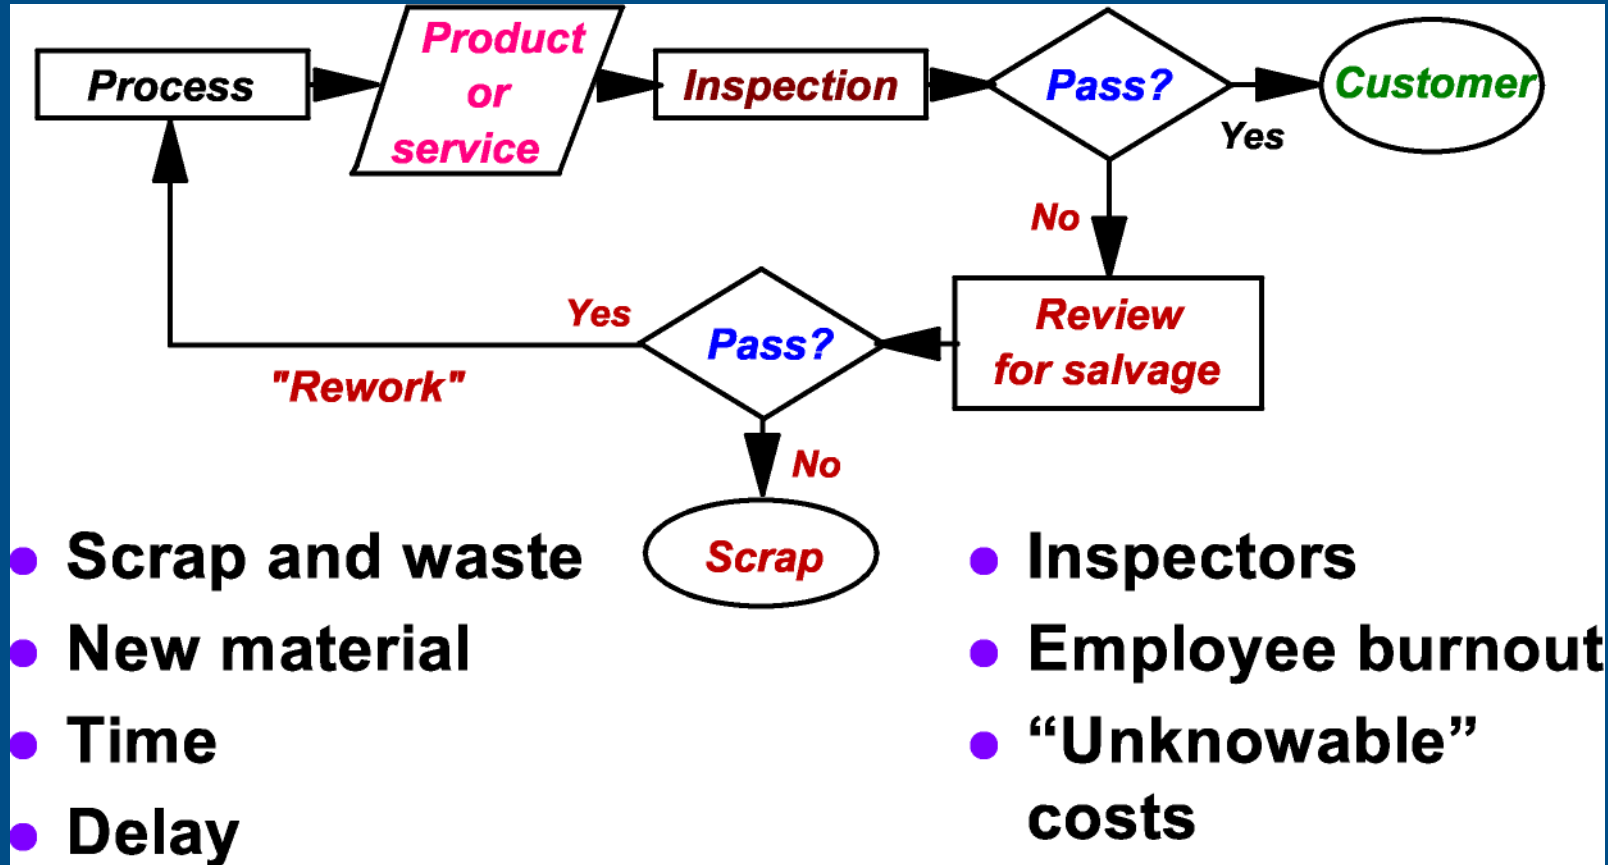 Process
Product
or
service
Inspection
Pass?
Customer
Yes
No
Review
for salvage
Pass?
Yes
"Rework"
No
Scrap
Scrap and waste
New material
Time
Delay
Inspectors
Employee burnout
“Unknowable”
costs